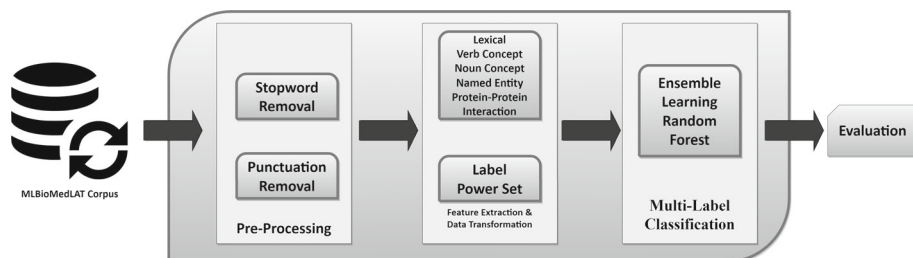 MLBioMedLAT Corpus
Stopword
Removal
Punctuation
Removal
Pre-Processing
Lexical
Verb Concept
Noun Concept
Named Entity
Protein-Protein
Interaction
Label
Power Set
Feature Extraction &
Data Transformation
Ensemble
Learning
Random
Forest
Multi-Label
Classification
Evaluation